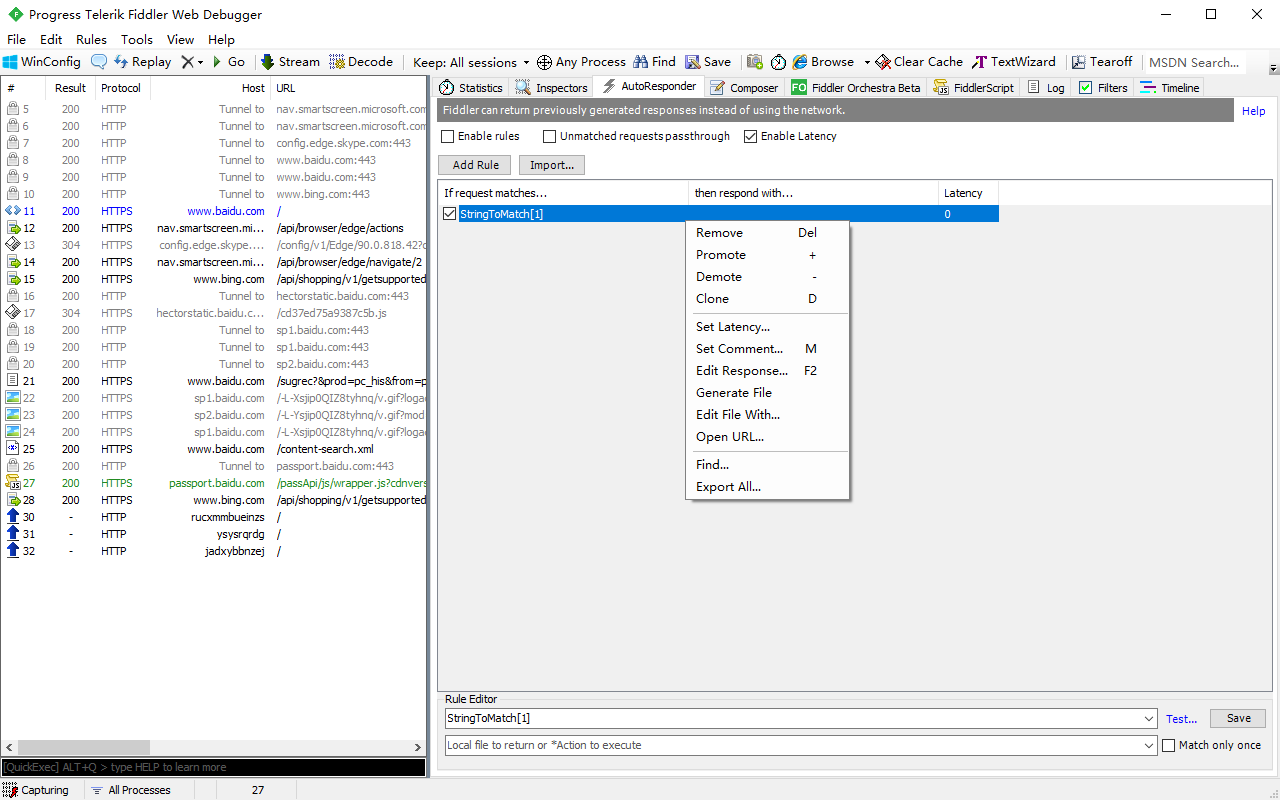 Progress Telerik Fiddler Web Debugger
File Edit Rules Tools View Help
WinConfig Replay Go Stream Decode Keep: All sessions Any Process Find Save Browse Clear Cache TextWizard Tearoff MSDN Search...
# Result Protocol Host URL
5 200 HTTP Tunnel to nav.smartscreen.microsoft.com
6 200 HTTP Tunnel to nav.smartscreen.microsoft.com
7 200 HTTP Tunnel to config.edge.skype.com:443
8 200 HTTP Tunnel to www.baidu.com:443
9 200 HTTP Tunnel to www.baidu.com:443
10 200 HTTP Tunnel to www.bing.com:443
11 200 HTTPS www.baidu.com /
12 200 HTTPS nav.smartscreen.mi... /api/browser/edge/actions
13 304 HTTPS config.edge.skype.... /config/v1/Edge/90.0.818.42?c
14 200 HTTPS nav.smartscreen.mi... /api/browser/edge/navigate/2
15 200 HTTPS www.bing.com /api/shopping/v1/getsupported
16 200 HTTP Tunnel to hectorstatic.baidu.com:443
17 304 HTTPS hectorstatic.baidu.c... /cd37ed75a9387c5b.js
18 200 HTTP Tunnel to sp1.baidu.com:443
19 200 HTTP Tunnel to sp1.baidu.com:443
20 200 HTTP Tunnel to sp2.baidu.com:443
21 200 HTTPS www.baidu.com /sugrec?&prod=pc_his&from=p
22 200 HTTPS sp1.baidu.com /-L-Xsjip0QIZ8tyhnq/v.gif?logac
23 200 HTTPS sp2.baidu.com /-L-Ysjip0QIZ8tyhnq/v.gif?mod
24 200 HTTPS sp1.baidu.com /-L-Xsjip0QIZ8tyhnq/v.gif?logac
25 200 HTTPS www.baidu.com /content-search.xml
26 200 HTTP Tunnel to passport.baidu.com:443
27 200 HTTPS passport.baidu.com /passApi/js/wrapper.js?cdnvers
28 200 HTTPS www.bing.com /api/shopping/v1/getsupported
30 - HTTP rucxmmbueinzs /
31 - HTTP ysysrqrdg /
32 - HTTP jadxybbnzej /
[QuickExec] ALT+Q > type HELP to learn more
Capturing All Processes 27
Statistics Inspectors AutoResponder Composer FO Fiddler Orchestra Beta FiddlerScript Log Filters Timeline
Fiddler can return previously generated responses instead of using the network. Help
Enable rules Unmatched requests passthrough Enable Latency
Add Rule Import...
If request matches... then respond with... Latency
StringToMatch[1] 0
Remove Del
Promote +
Demote -
Clone D
Set Latency...
Set Comment... M
Edit Response... F2
Generate File
Edit File With...
Open URL...
Find...
Export All...
Rule Editor
StringToMatch[1] Test... Save
Local file to return or *Action to execute Match only once